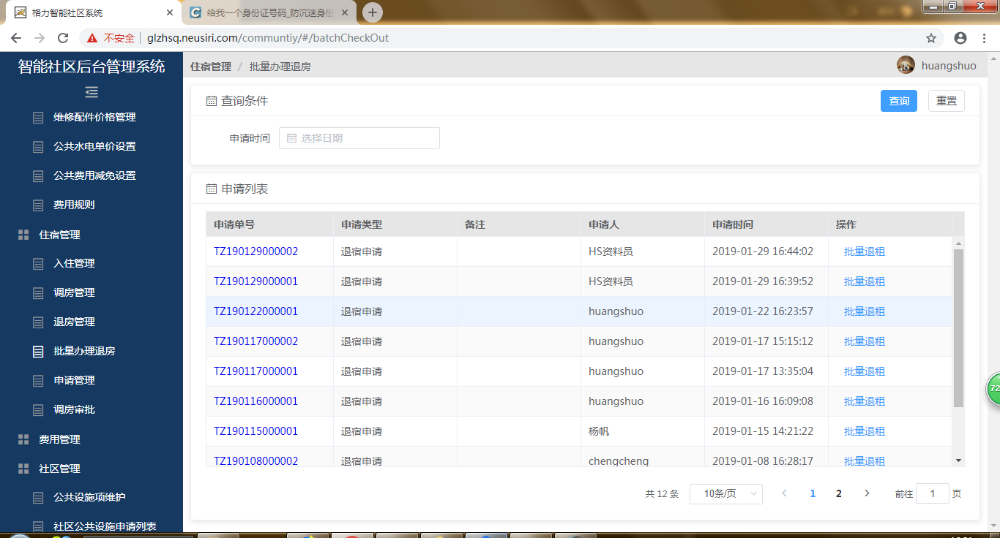 格力智能社区系统
给我一个身份证号码_防沉迷身份
不安全 glzhsq.neusiri.com/communtiy/#/batchCheckOut
智能社区后台管理系统
住宿管理 / 批量办理退房
huangshuo
维修配件价格管理
公共水电单价设置
公共费用减免设置
费用规则
住宿管理
入住管理
调房管理
退房管理
批量办理退房
申请管理
调房审批
费用管理
社区管理
公共设施项维护
社区公共设施申请列表
查询条件
查询
重置
申请时间 选择日期
申请列表
申请单号 申请类型 备注 申请人 申请时间 操作
TZ190129000002 退宿申请 HS资料员 2019-01-29 16:44:02 批量退租
TZ190129000001 退宿申请 HS资料员 2019-01-29 16:39:52 批量退租
TZ190122000001 退宿申请 huangshuo 2019-01-22 16:23:57 批量退租
TZ190117000002 退宿申请 huangshuo 2019-01-17 15:15:12 批量退租
TZ190117000001 退宿申请 huangshuo 2019-01-17 13:35:04 批量退租
TZ190116000001 退宿申请 huangshuo 2019-01-16 16:09:08 批量退租
TZ190115000001 退宿申请 杨帆 2019-01-15 14:21:22 批量退租
TZ190108000002 退宿申请 chengcheng 2019-01-08 16:28:17 批量退租
共 12 条 10条/页 1 2 前往 1 页
72